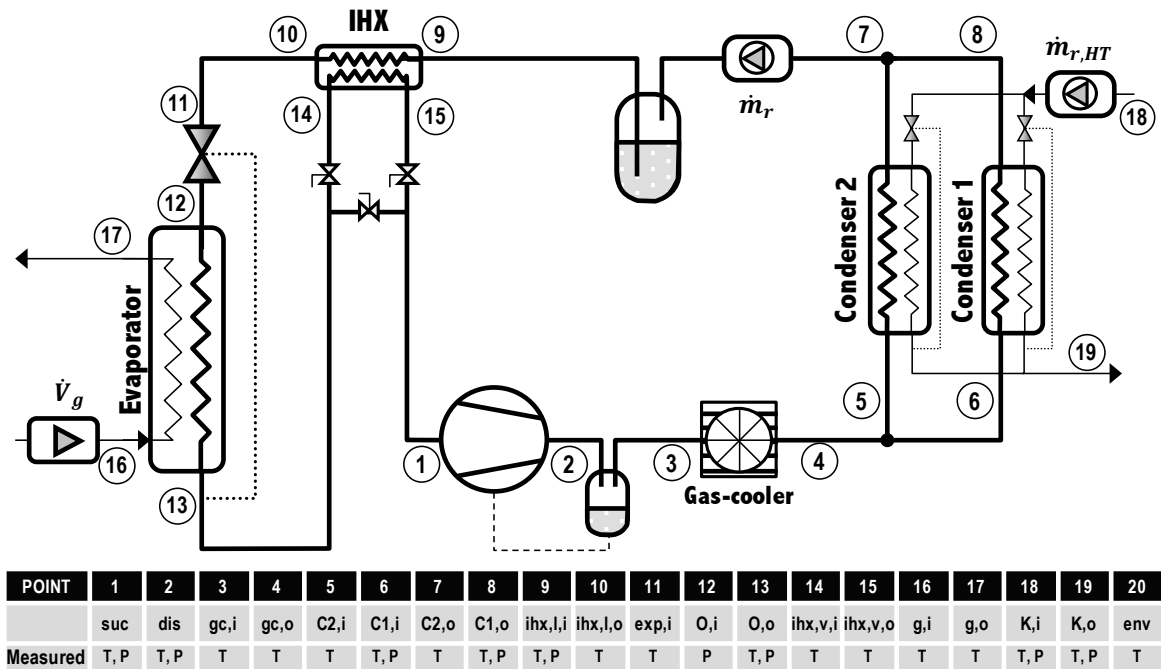 IHX
10
9
7
8
ṁr,HT
11
14
15
ṁr
18
12
17
Condenser 2
Condenser 1
Evaporator
19
V̇g
5
6
16
1
2
3
4
13
Gas-cooler
POINT 1 2 3 4 5 6 7 8 9 10 11 12 13 14 15 16 17 18 19 20
suc dis gc,i gc,o C2,i C1,i C2,o C1,o ihx,l,i ihx,l,o exp,i O,i O,o ihx,v,i ihx,v,o g,i g,o K,i K,o env
Measured T, P T, P T T T T, P T T, P T, P T T P T, P T T T T T, P T, P T